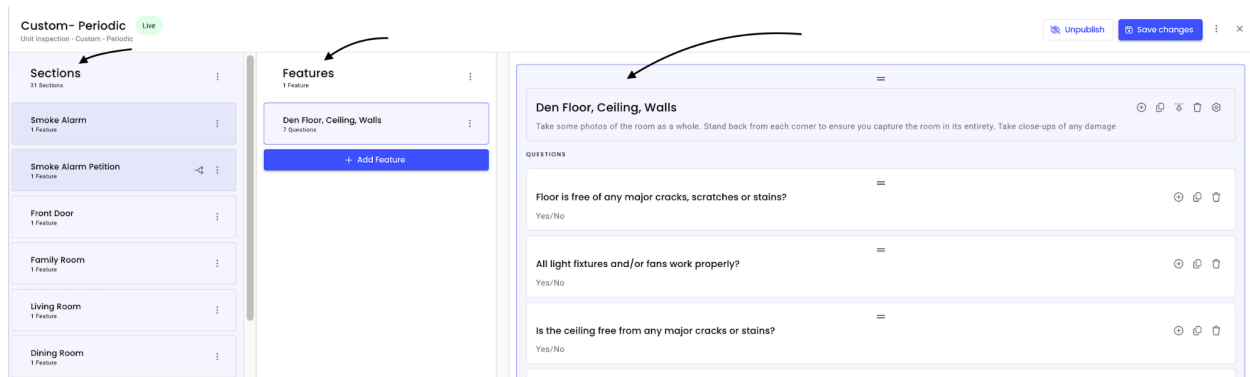 Custom- Periodic Live
Unit Inspection - Custom - Periodic
Unpublish
Save changes
Sections
31 Sections
Smoke Alarm
1 Feature
Smoke Alarm Petition
1 Feature
Front Door
1 Feature
Family Room
1 Feature
Living Room
1 Feature
Dining Room
1 Feature
Features
1 Feature
Den Floor, Ceiling, Walls
7 Questions
+ Add Feature
Den Floor, Ceiling, Walls
Take some photos of the room as a whole. Stand back from each corner to ensure you capture the room in its entirety. Take close-ups of any damage
QUESTIONS
Floor is free of any major cracks, scratches or stains?
Yes/No
All light fixtures and/or fans work properly?
Yes/No
Is the ceiling free from any major cracks or stains?
Yes/No